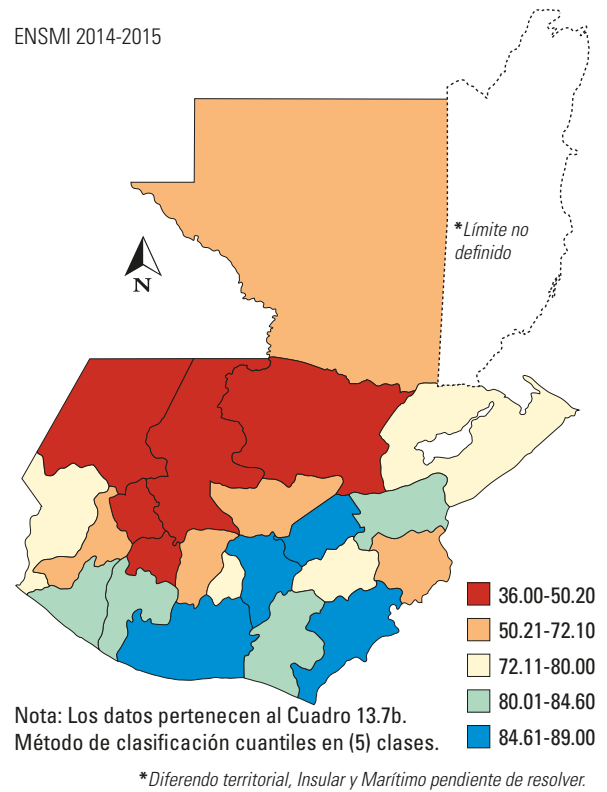 ENSMI 2014-2015
*Límite no
definido
N
36.00-50.20
50.21-72.10
72.11-80.00
80.01-84.60
84.61-89.00
Nota: Los datos pertenecen al Cuadro 13.7b.
Método de clasificación cuantiles en (5) clases.
*Diferendo territorial, Insular y Marítimo pendiente de resolver.